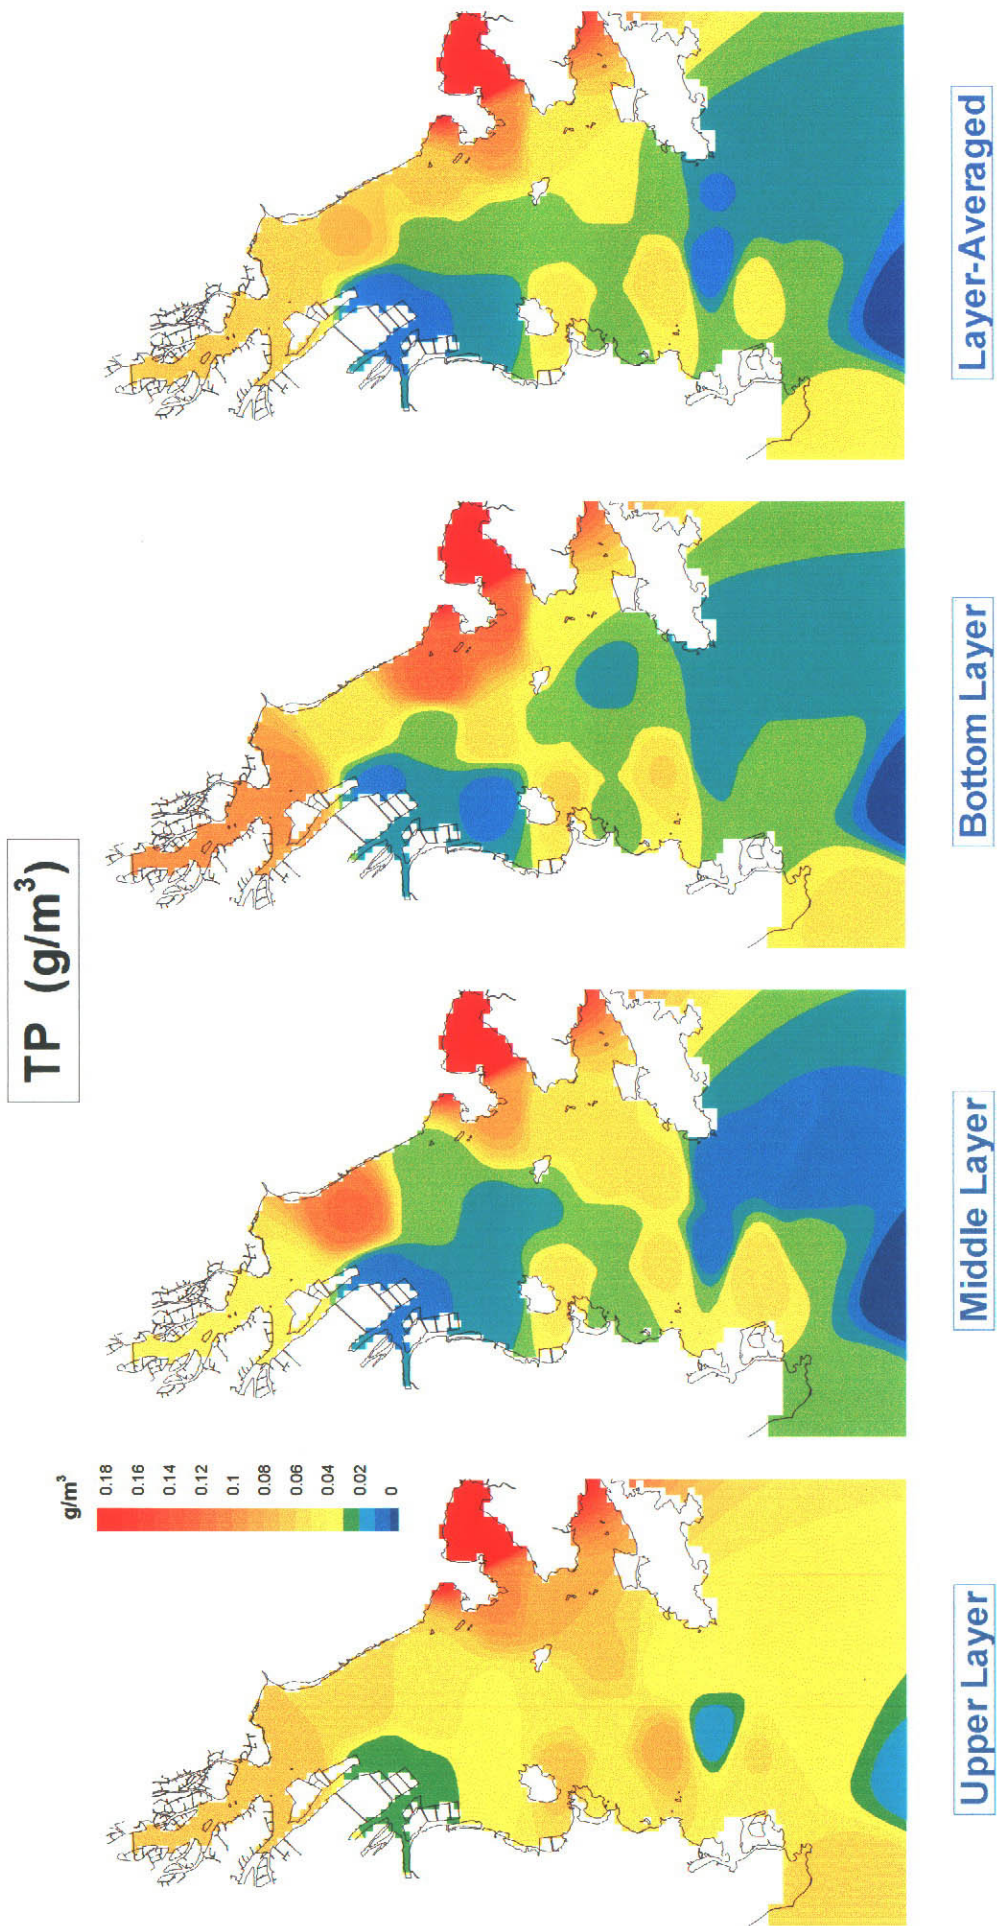 TP (g/m³)
g/m³
0.18
0.16
0.14
0.12
0.1
0.08
0.06
0.04
0.02
0
Upper Layer
Middle Layer
Bottom Layer
Layer-Averaged